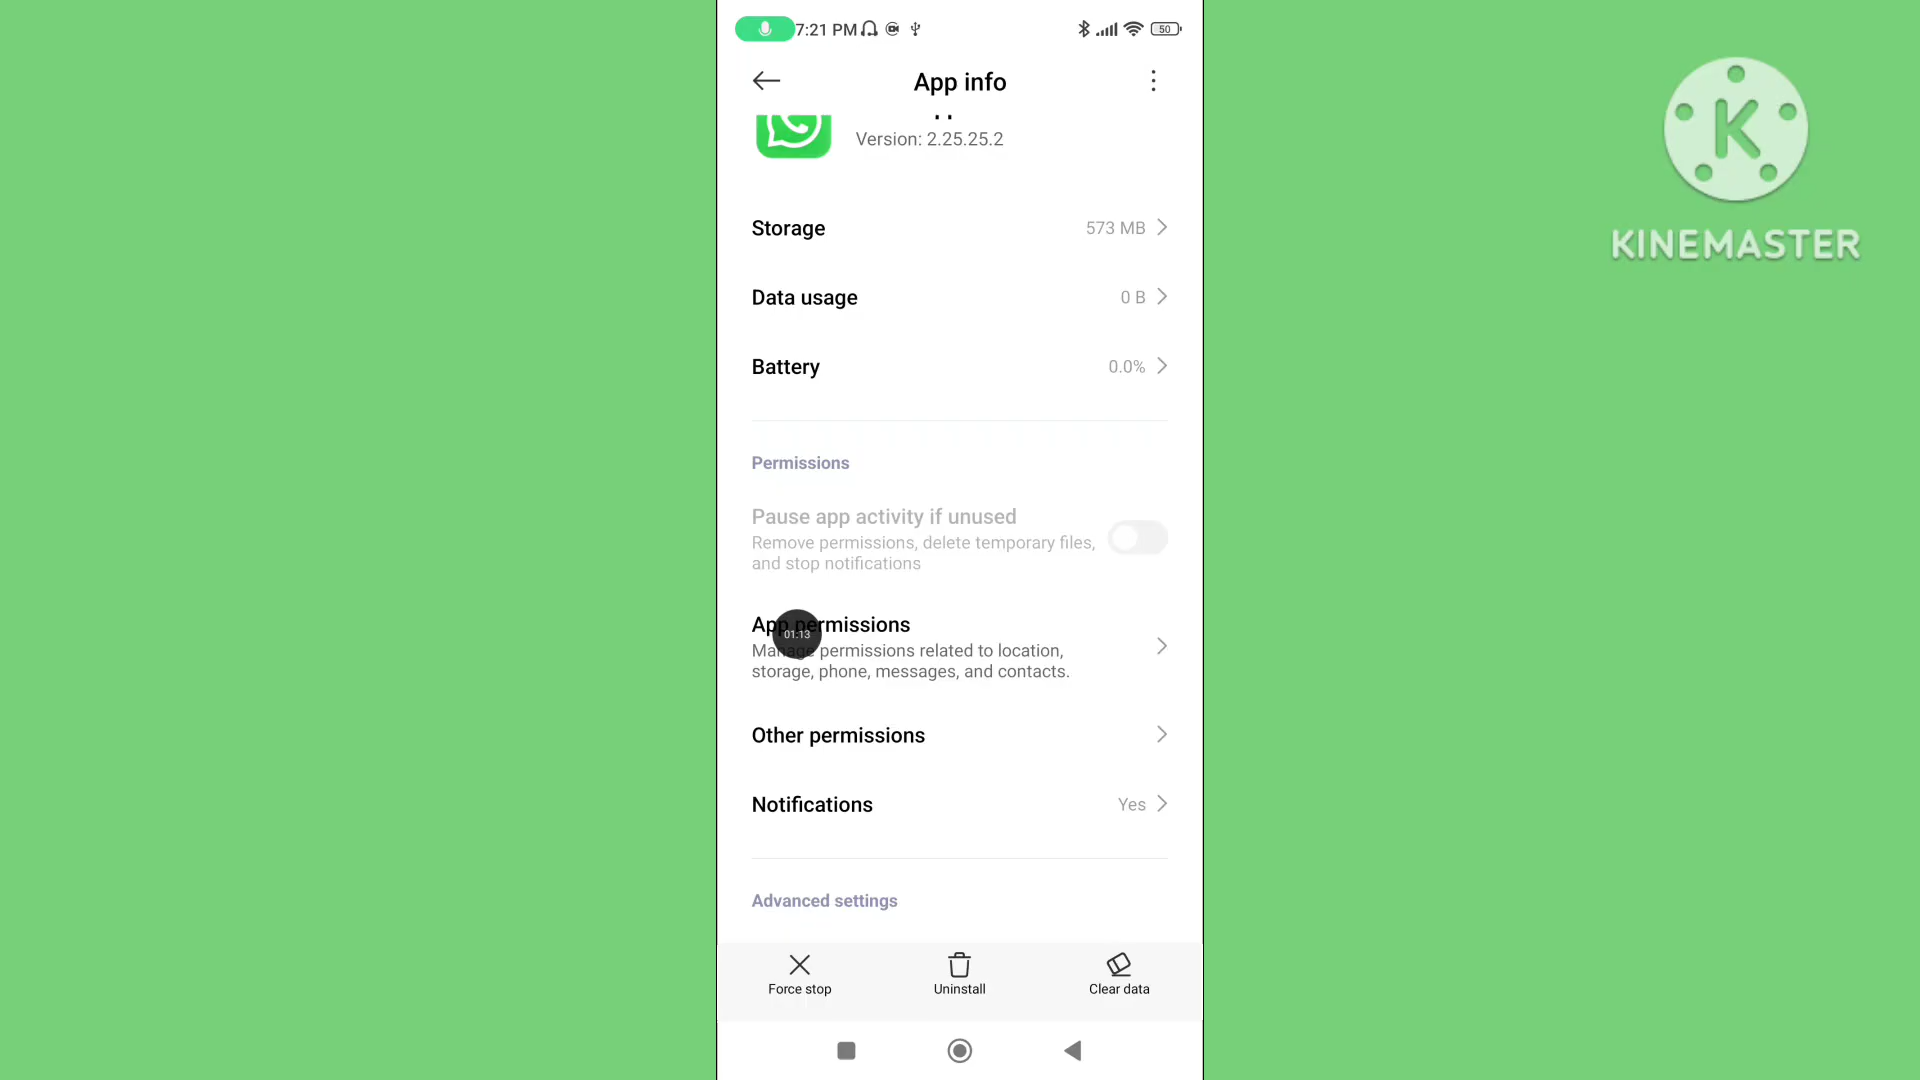 7:21 PM
50
App info
Version: 2.25.25.2
Storage
573 MB
Data usage
0 B
Battery
0.0%
Permissions
Pause app activity if unused
Remove permissions, delete temporary files,
and stop notifications
App permissions
01:13
Manage permissions related to location,
storage, phone, messages, and contacts.
Other permissions
Notifications
Yes
Advanced settings
Force stop
Uninstall
Clear data
K
KINEMASTER